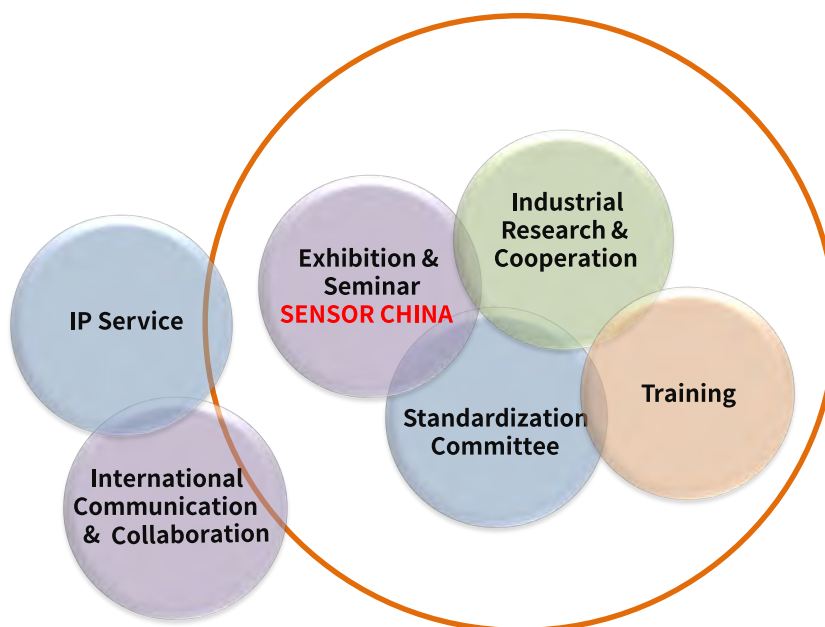 Industrial
Research &
Cooperation
Exhibition &
Seminar
SENSOR CHINA
IP Service
Training
Standardization
Committee
International
Communication
& Collaboration